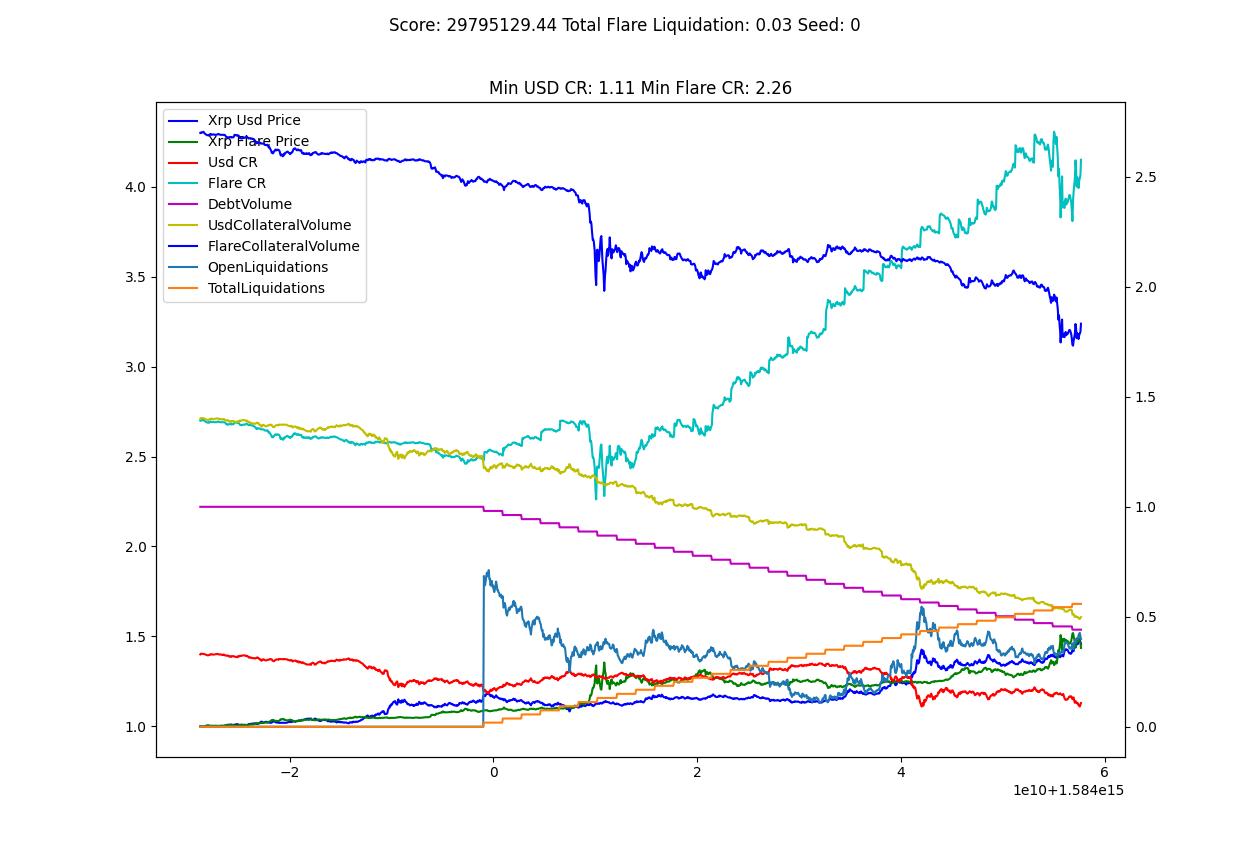 Score: 29795129.44 Total Flare Liquidation: 0.03 Seed: 0
Min USD CR: 1.11 Min Flare CR: 2.26
Xrp Usd Price
Xrp Flare Price
Usd CR
Flare CR
DebtVolume
UsdCollateralVolume
FlareCollateralVolume
OpenLiquidations
TotalLiquidations
4.0
3.5
3.0
2.5
2.0
1.5
1.0
2.5
2.0
1.5
1.0
0.5
0.0
−2
0
2
4
6
1e10+1.584e15